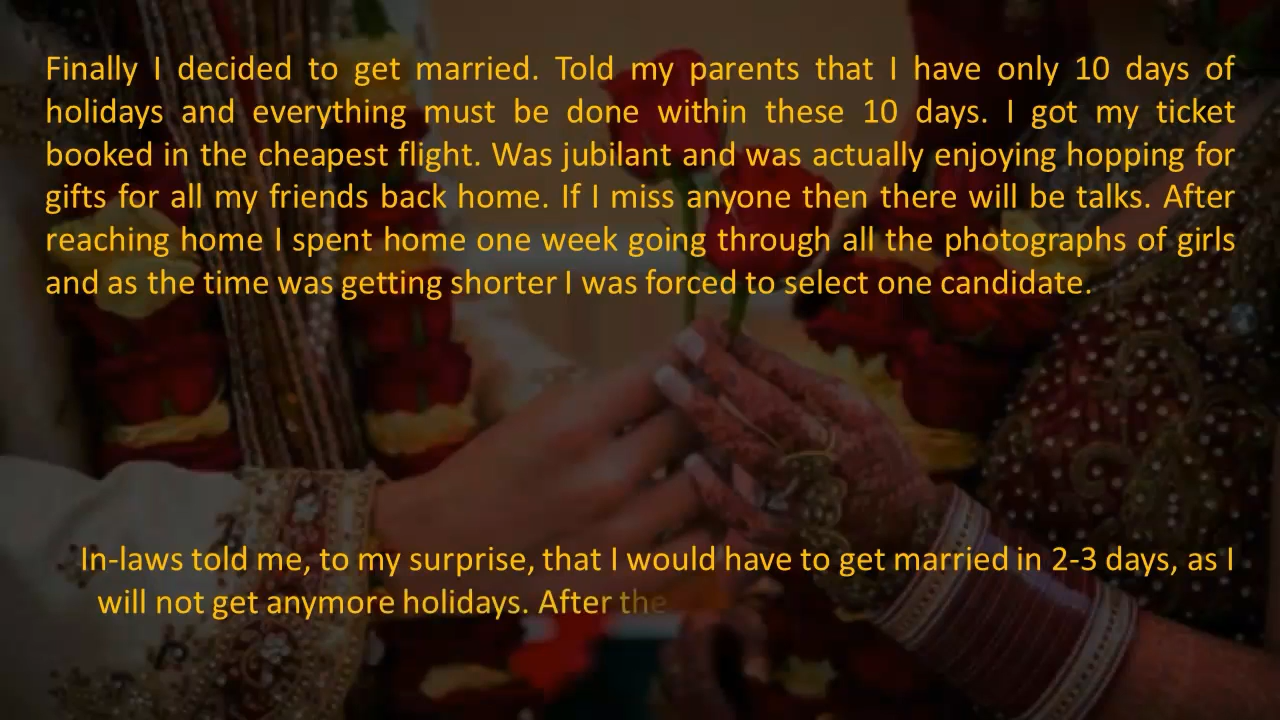 Finally I decided to get married. Told my parents that I have only 10 days of
holidays and everything must be done within these 10 days. I got my ticket
booked in the cheapest flight. Was jubilant and was actually enjoying hopping for
gifts for all my friends back home. If I miss anyone then there will be talks. After
reaching home I spent home one week going through all the photographs of girls
and as the time was getting shorter I was forced to select one candidate.
In-laws told me, to my surprise, that I would have to get married in 2-3 days, as I
will not get anymore holidays. After the